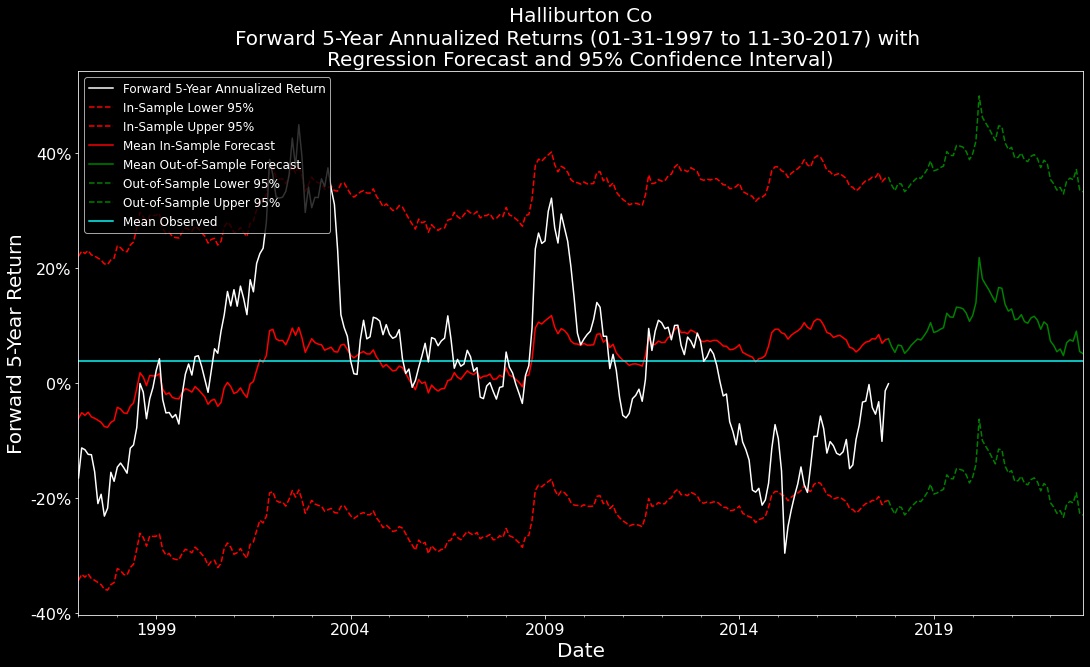 Halliburton Co
Forward 5-Year Annualized Returns (01-31-1997 to 11-30-2017) with
Regression Forecast and 95% Confidence Interval)
Forward 5-Year Annualized Return
In-Sample Lower 95%
In-Sample Upper 95%
Mean In-Sample Forecast
Mean Out-of-Sample Forecast
Out-of-Sample Lower 95%
Out-of-Sample Upper 95%
Mean Observed
Forward 5-Year Return
40%
20%
0%
-20%
-40%
1999
2004
2009
2014
2019
Date